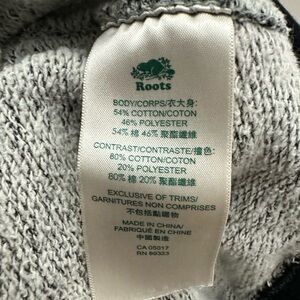 Roots
BODY/CORPS/衣大身:
54% COTTON/COTON
46% POLYESTER
54% 棉 46% 聚酯纖維
CONTRAST/CONTRASTE/撞色:
80% COTTON/COTON
20% POLYESTER
80% 棉 20% 聚酯纖維
EXCLUSIVE OF TRIMS/
GARNITURES NON COMPRISES
不包括點綴物
MADE IN CHINA/
FABRIQUÉ EN CHINE
中國製造
CA 05017
RN 89323